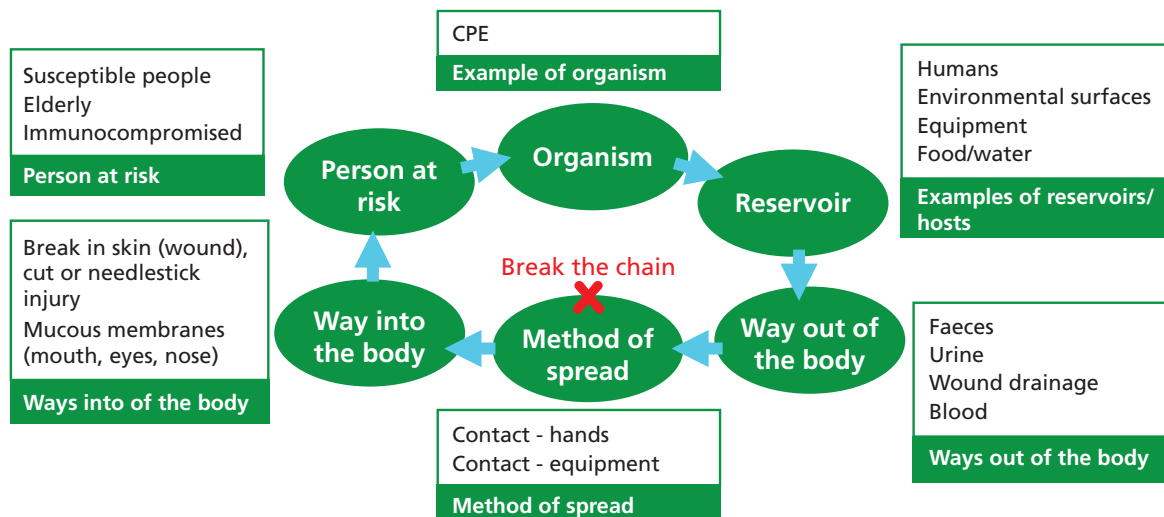 CPE
Example of organism
Susceptible people
Elderly
Immunocompromised
Person at risk
Humans
Environmental surfaces
Equipment
Food/water
Examples of reservoirs/
hosts
Organism
Person at
risk
Reservoir
Break in skin (wound),
cut or needlestick
injury
Mucous membranes
(mouth, eyes, nose)
Ways into of the body
Break the chain
Way into
the body
Method of
spread
Way out of
the body
Faeces
Urine
Wound drainage
Blood
Ways out of the body
Contact - hands
Contact - equipment
Method of spread